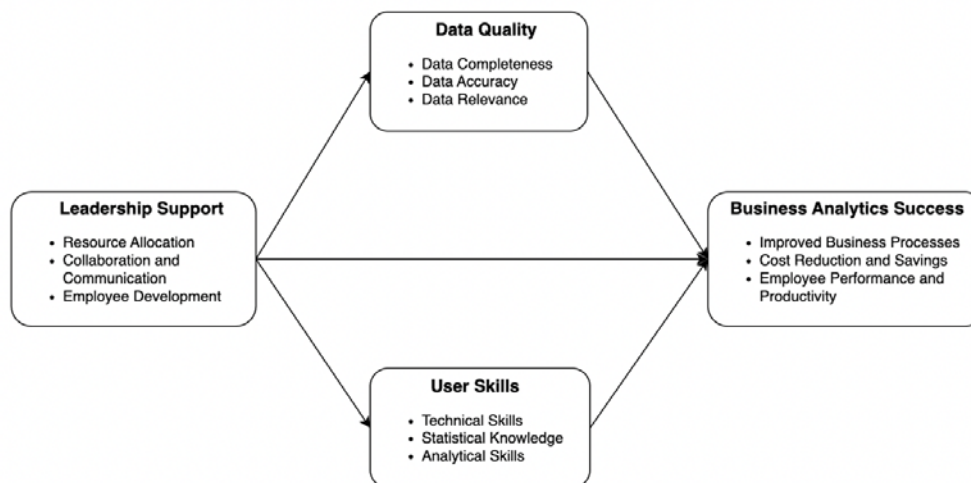 Data Quality
• Data Completeness
• Data Accuracy
• Data Relevance
Leadership Support
• Resource Allocation
• Collaboration and
Communication
• Employee Development
Business Analytics Success
• Improved Business Processes
• Cost Reduction and Savings
• Employee Performance and
Productivity
User Skills
• Technical Skills
• Statistical Knowledge
• Analytical Skills